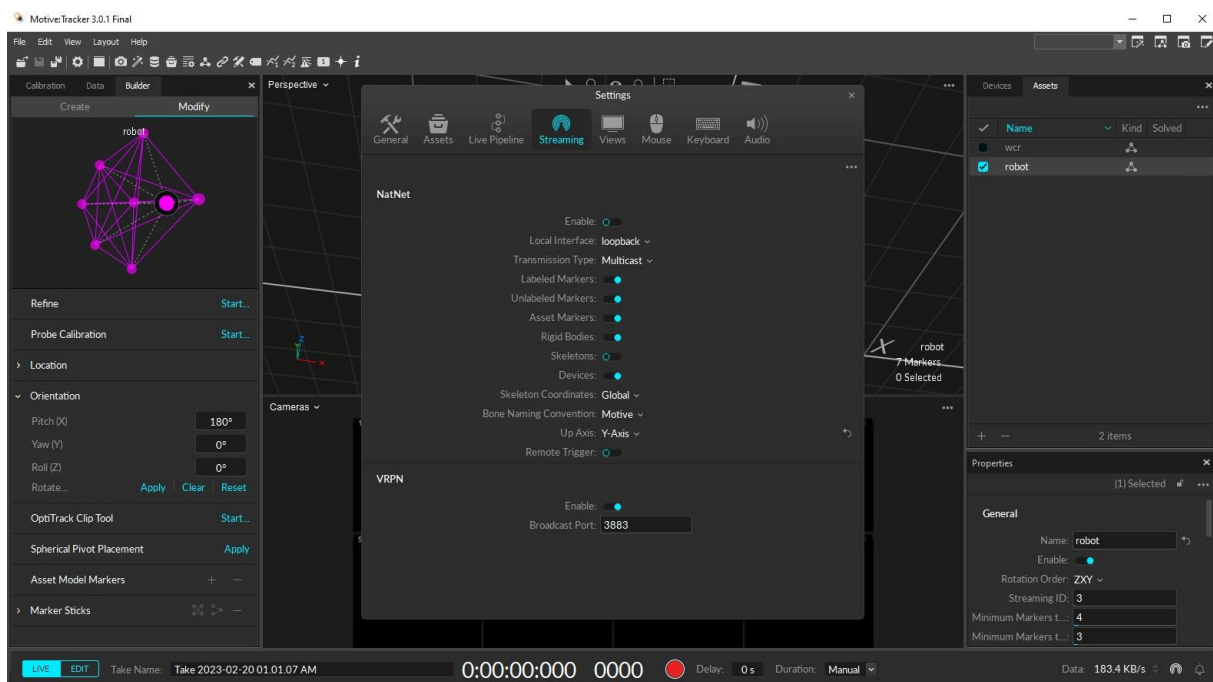 Motive:Tracker 3.0.1 Final
File Edit View Layout Help
Calibration Data Builder
Create Modify
robot
Refine Start...
Probe Calibration Start...
Location
Orientation
Pitch (X) 180°
Yaw (Y) 0°
Roll (Z) 0°
Rotate... Apply Clear Reset
OptiTrack Clip Tool Start...
Spherical Pivot Placement Apply
Asset Model Markers + −
Marker Sticks
Perspective
Z
Y
X
robot
7 Markers
0 Selected
Cameras
Settings
General Assets Live Pipeline Streaming Views Mouse Keyboard Audio
NatNet
Enable:
Local Interface: loopback
Transmission Type: Multicast
Labeled Markers:
Unlabeled Markers:
Asset Markers:
Rigid Bodies:
Skeletons:
Devices:
Skeleton Coordinates: Global
Bone Naming Convention: Motive
Up Axis: Y-Axis
Remote Trigger:
VRPN
Enable:
Broadcast Port: 3883
Devices Assets
Name Kind Solved
wcr
robot
2 items
Properties
(1) Selected
General
Name: robot
Enable:
Rotation Order: ZXY
Streaming ID: 3
Minimum Markers t...: 4
Minimum Markers t...: 3
LIVE EDIT Take Name: Take 2023-02-20 01.01.07 AM 0:00:00:000 0000 Delay: 0 s Duration: Manual Data: 183.4 KB/s